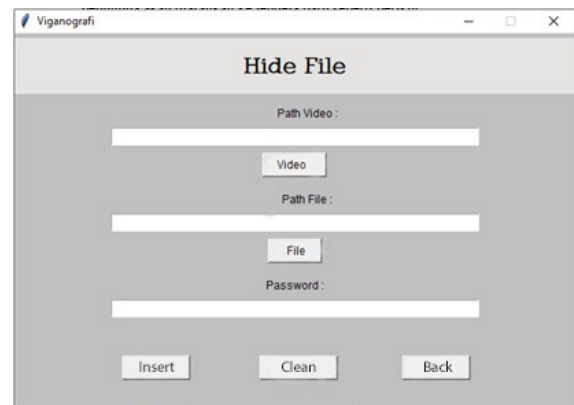 Viganografi
Hide File
Path Video :
Video
Path File :
File
Password :
Insert Clean Back